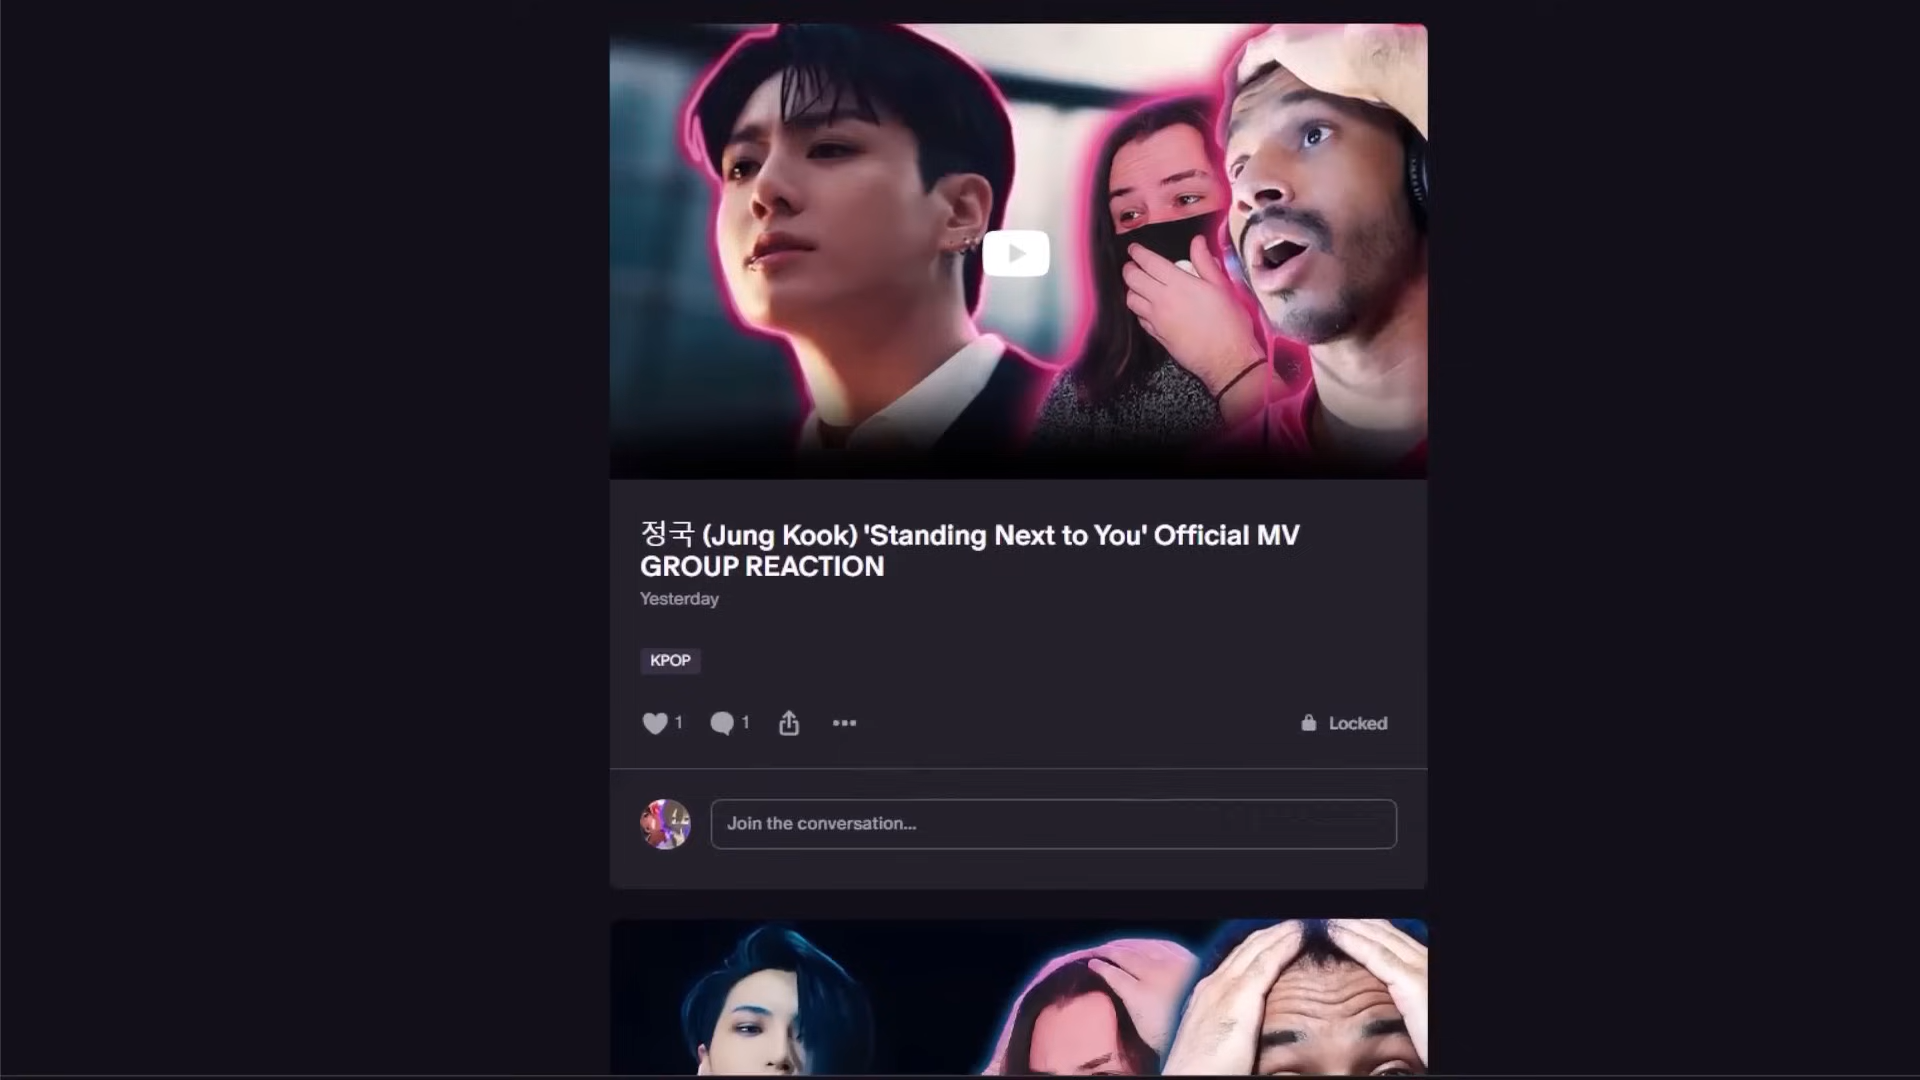 정국 (Jung Kook) 'Standing Next to You' Official MV
GROUP REACTION
Yesterday
KPOP
1
1
Locked
Join the conversation...